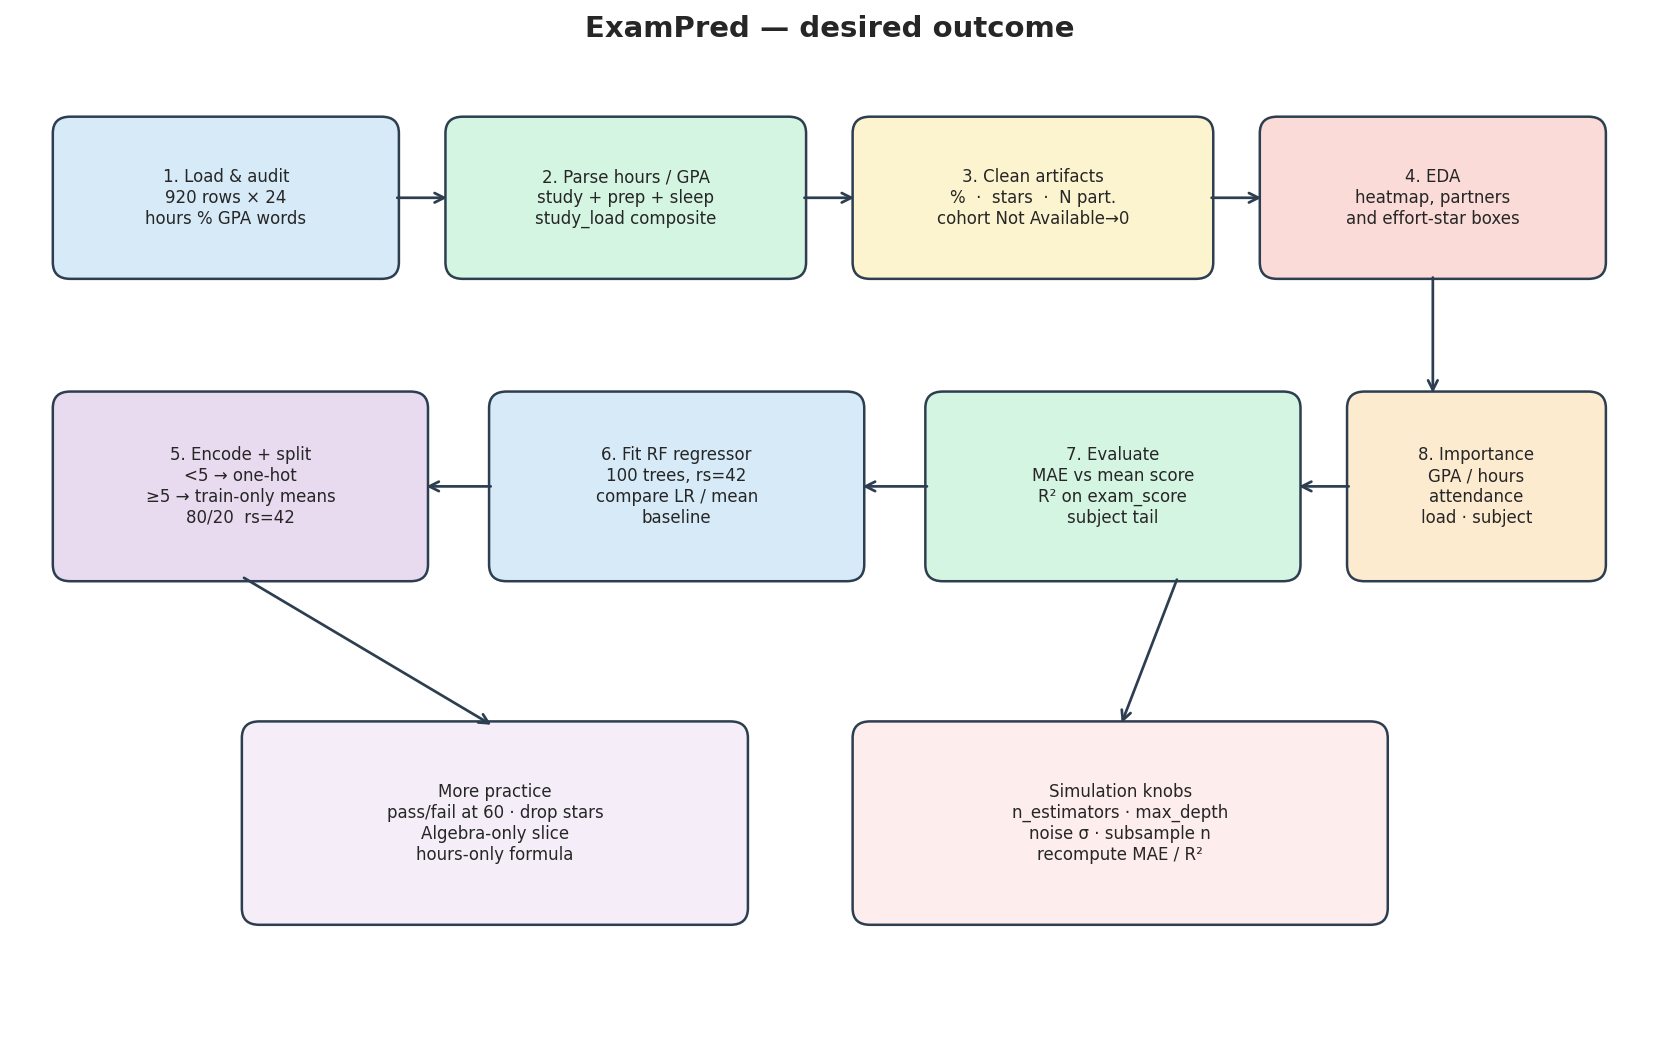 ExamPred — desired outcome
1. Load & audit
920 rows × 24
hours % GPA words
2. Parse hours / GPA
study + prep + sleep
study_load composite
3. Clean artifacts
%  ·  stars  ·  N part.
cohort Not Available→0
4. EDA
heatmap, partners
and effort-star boxes
5. Encode + split
<5 → one-hot
≥5 → train-only means
80/20  rs=42
6. Fit RF regressor
100 trees, rs=42
compare LR / mean
baseline
7. Evaluate
MAE vs mean score
R² on exam_score
subject tail
8. Importance
GPA / hours
attendance
load · subject
More practice
pass/fail at 60 · drop stars
Algebra-only slice
hours-only formula
Simulation knobs
n_estimators · max_depth
noise σ · subsample n
recompute MAE / R²